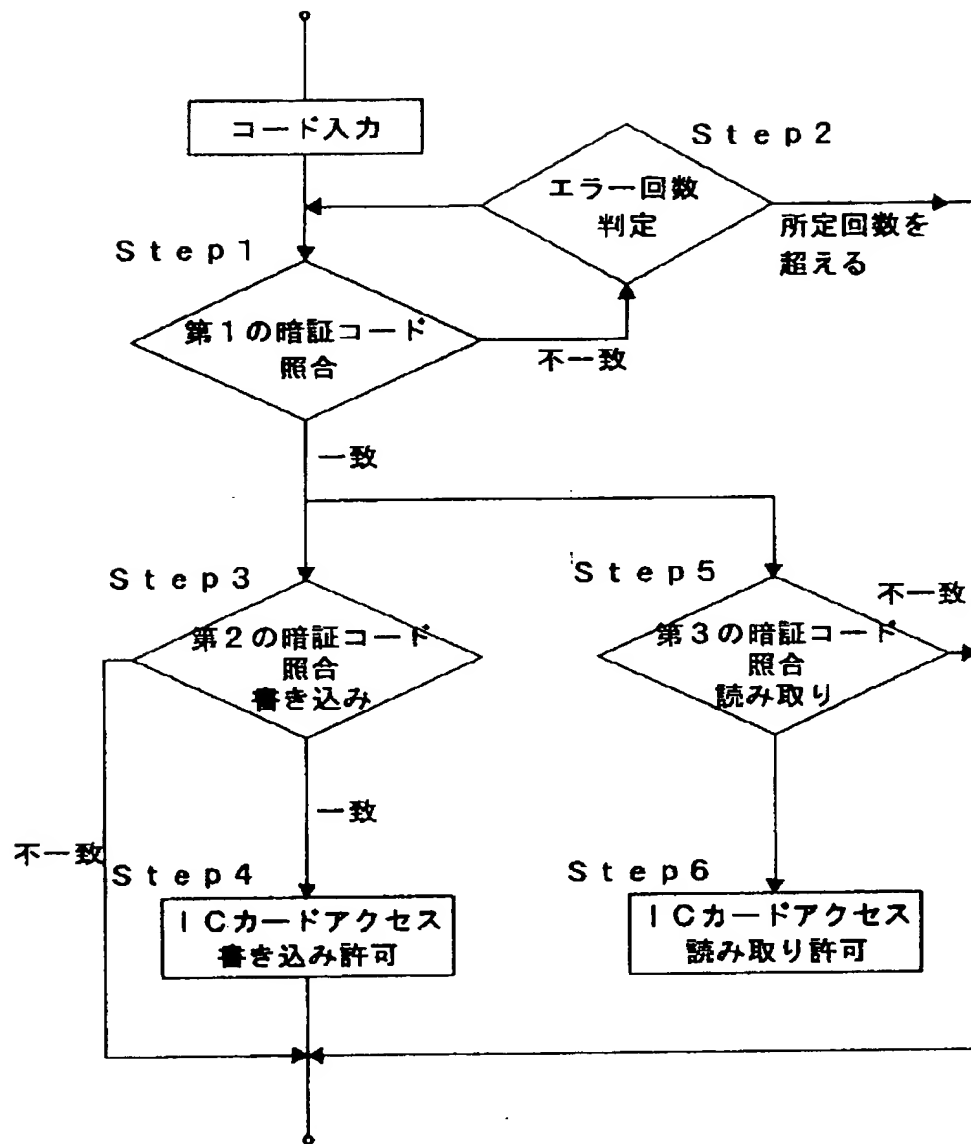 コード入力
Step2
エラー回数
判定
所定回数を
超える
Step1
第1の暗証コード
照合
不一致
一致
Step3
第2の暗証コード
照合
書き込み
Step5
第3の暗証コード
照合
読み取り
不一致
一致
不一致
Step4
ICカードアクセス
書き込み許可
Step6
ICカードアクセス
読み取り許可